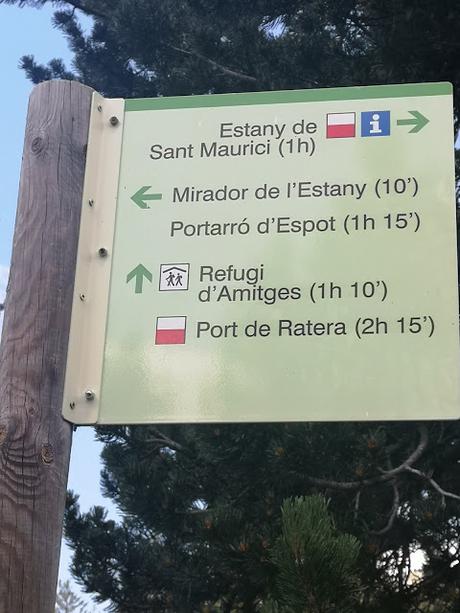 Estany de
Sant Maurici (1h)
i
Mirador de l'Estany (10')
Portarró d'Espot (1h 15')
Refugi
d'Amitges (1h 10')
Port de Ratera (2h 15')